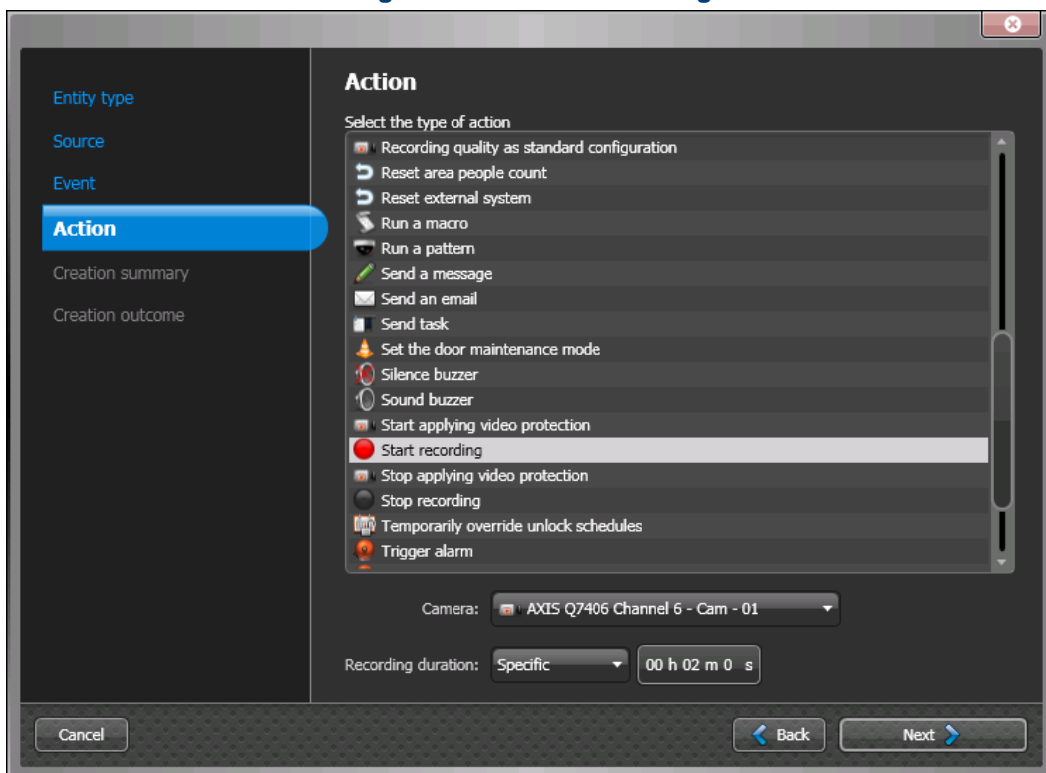 Action
Entity type
Select the type of action
Source
Recording quality as standard configuration
Reset area people count
Event
Reset external system
Run a macro
Action
Run a pattern
Creation summary
Send a message
Send an email
Creation outcome
Send task
Set the door maintenance mode
Silence buzzer
Sound buzzer
Start applying video protection
Start recording
Stop applying video protection
Stop recording
Temporarily override unlock schedules
Trigger alarm
Camera: AXIS Q7406 Channel 6 - Cam - 01
Recording duration: Specific 00 h 02 m 0 s
Cancel Back Next